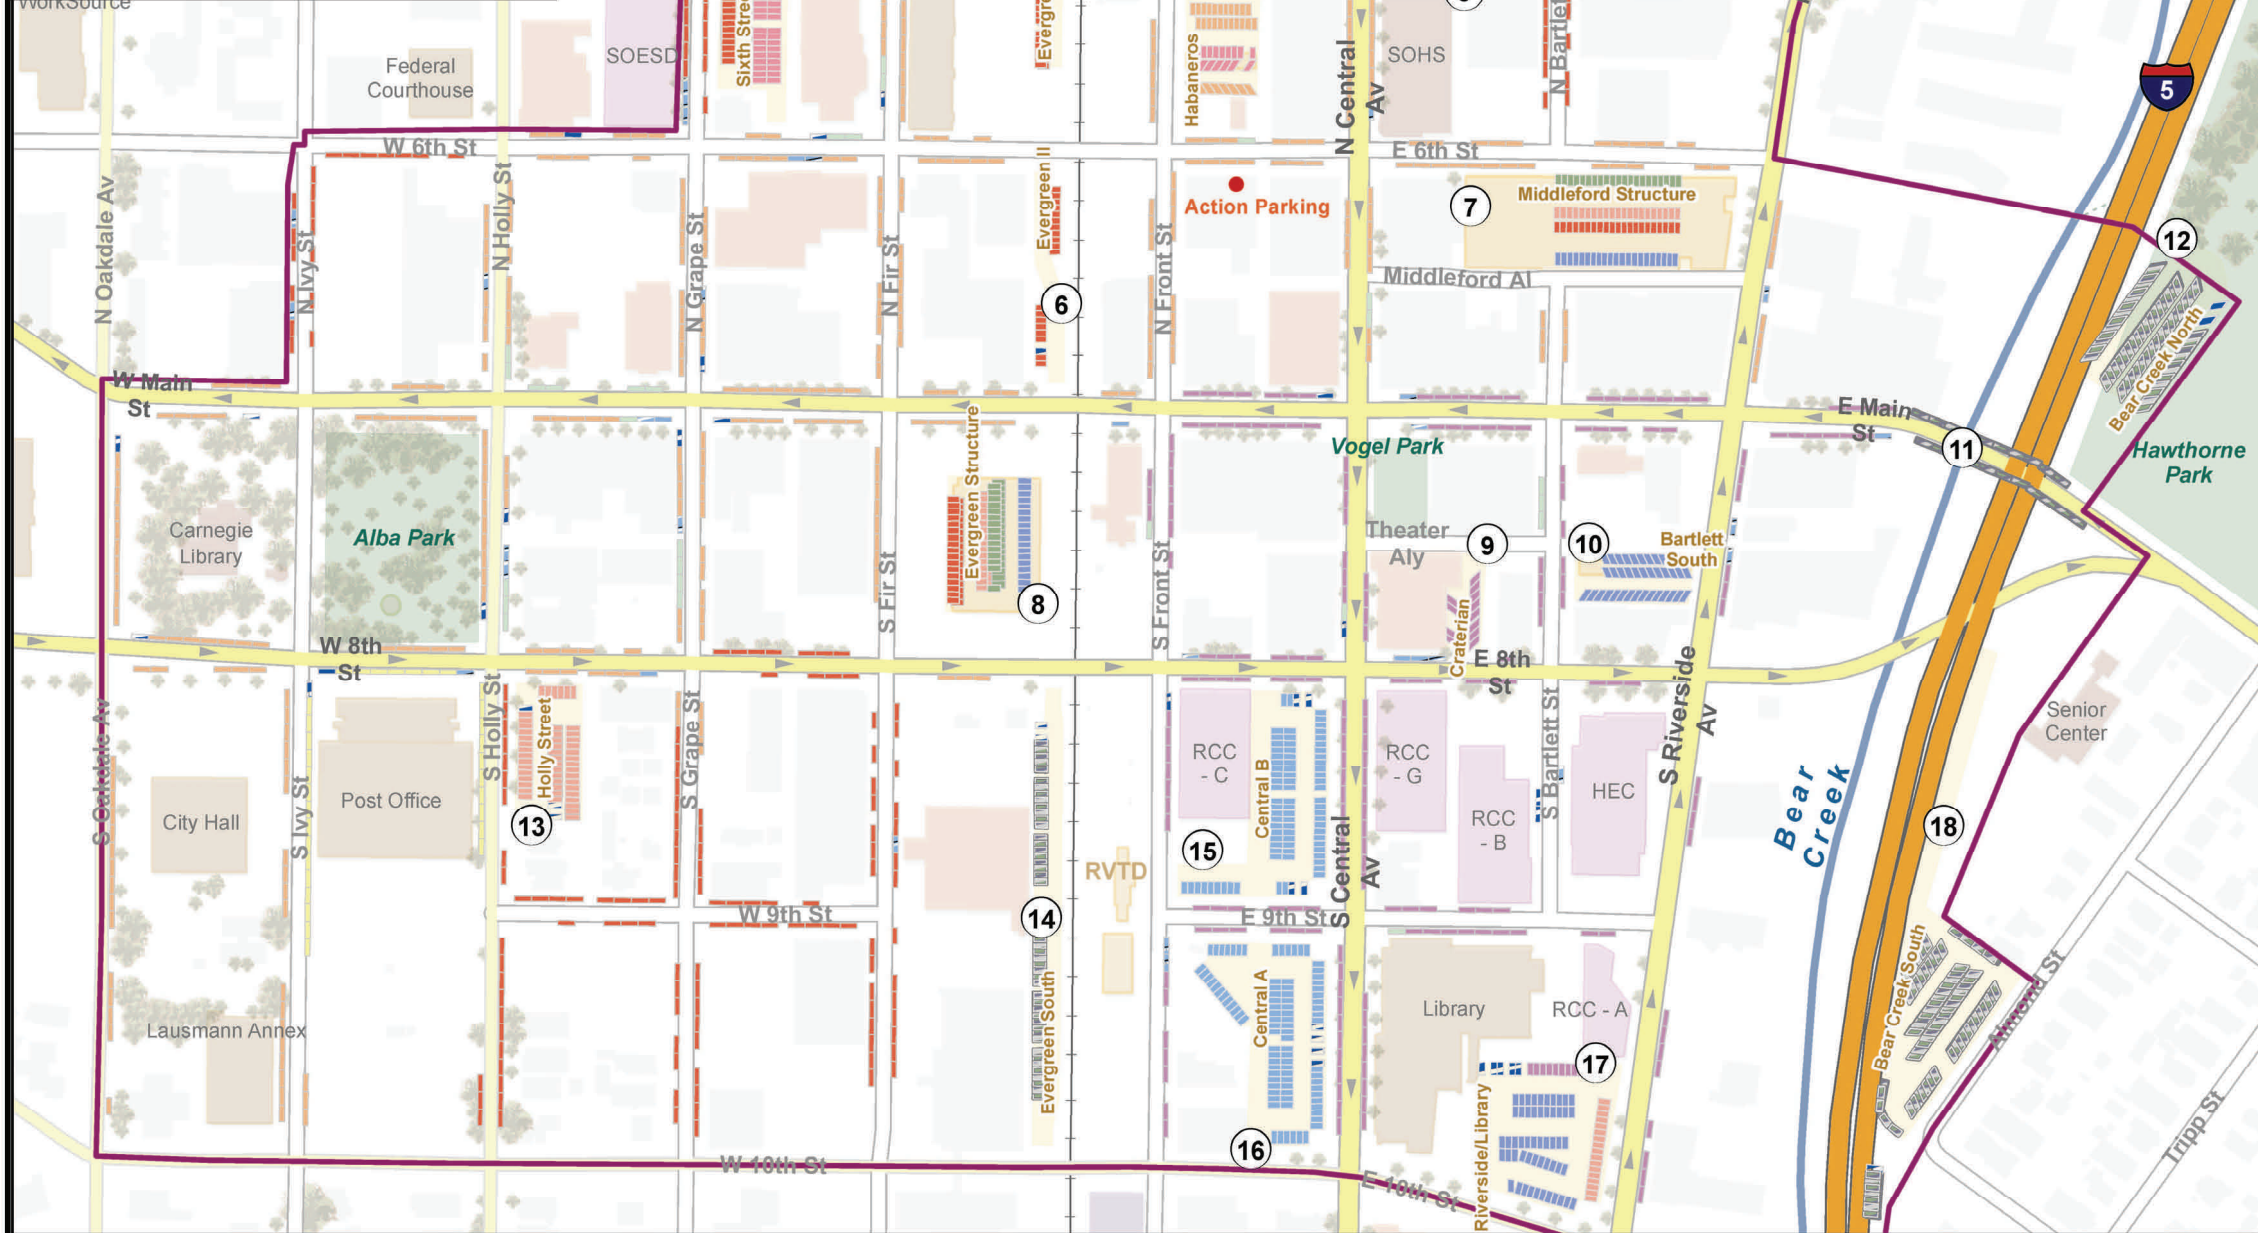 WorkSource
SOESD
Sixth Stree
Evergre
Habaneros
N Central
Av
SOHS
N Bartlet
5
Federal
Courthouse
W 6th St
E 6th St
N Oakdale Av
N Ivy St
N Holly St
N Grape St
N Fir St
Evergreen II
N Front St
Action Parking
7
Middleford Structure
Middleford Al
6
12
Bear Creek North
W Main
St
E Main
St
11
Hawthorne
Park
Vogel Park
Carnegie
Library
Alba Park
Evergreen Structure
8
S Fir St
S Front St
Theater
Aly
9
10
Bartlett
South
Craterian
W 8th
St
E 8th
St
S Oakdale Av
S Ivy St
S Holly St
Holly Street
S Grape St
Post Office
City Hall
13
RCC
- C
Central B
RCC
- G
RCC
- B
S Bartlett St
HEC
S Riverside
Av
Bear
Creek
Senior
Center
18
15
RVTD
14
S Central
Av
W 9th St
E 9th St
Lausmann Annex
Evergreen South
Central A
Library
RCC - A
17
Riverside/Library
Bear Creek South
Almond St
Tripp St
16
W 10th St
E 10th St